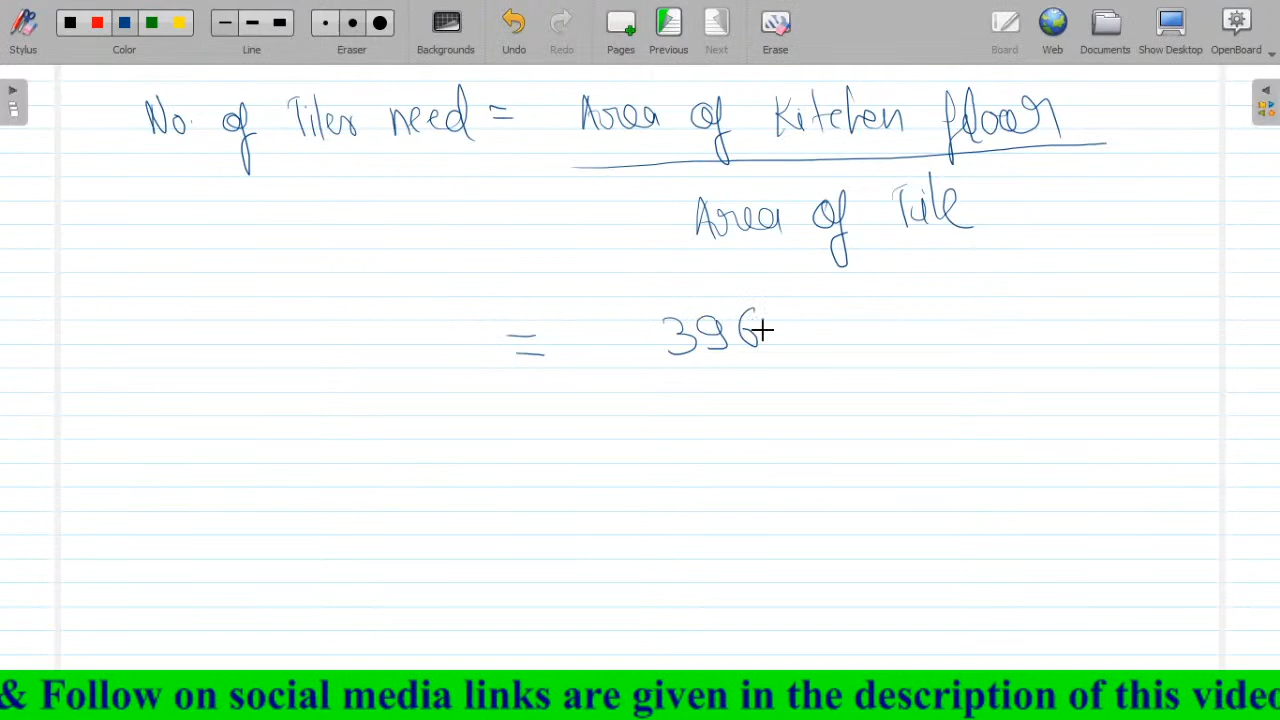 Stylus Color Line Eraser Backgrounds Undo Redo Pages Previous Next Erase Board Web Documents Show Desktop OpenBoard
No. of Tiles need = Area of Kitchen floor
Area of Tile
= 396
& Follow on social media links are given in the description of this video